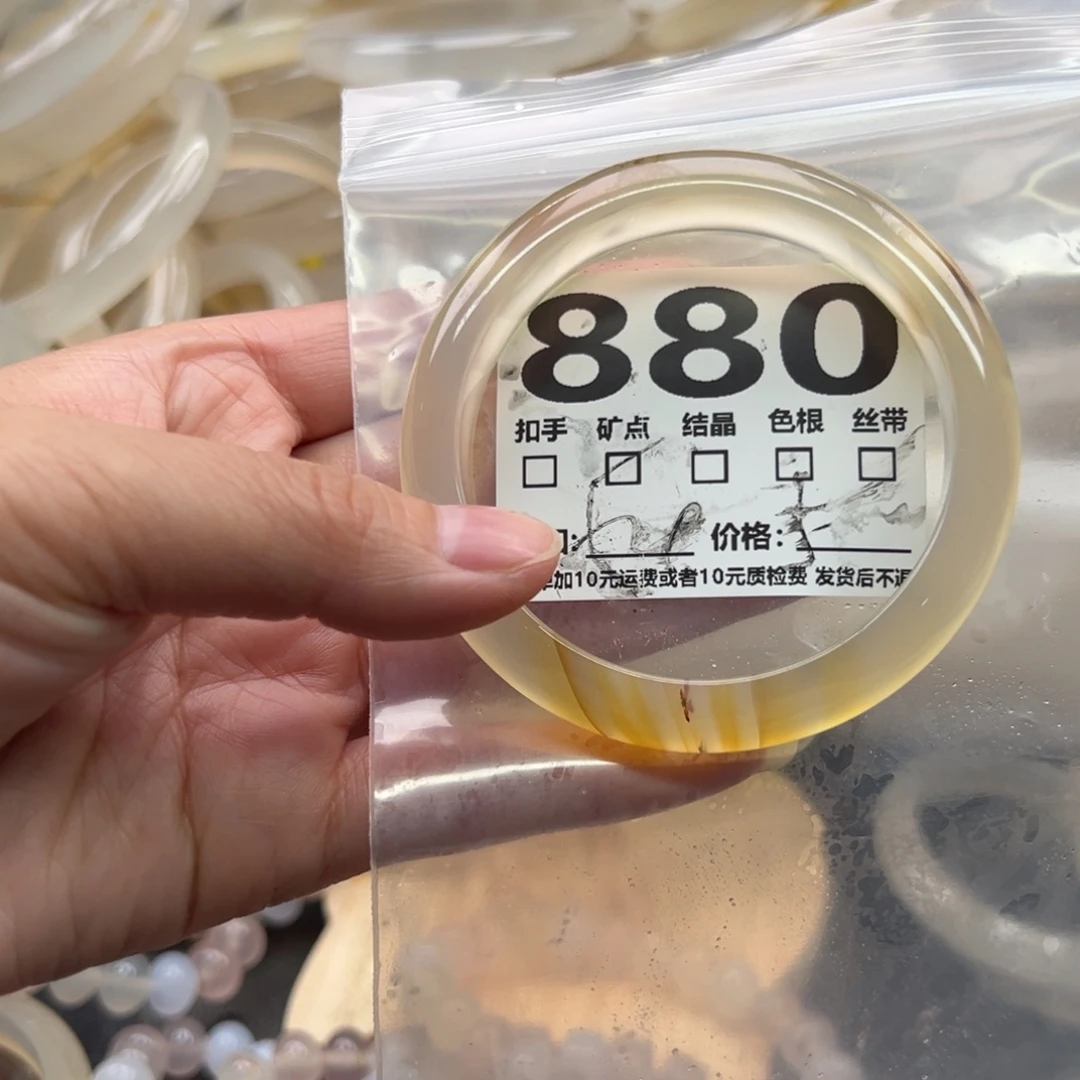 880
扣手 矿点 结晶 色根 丝带
价格:
加10元运费或者10元质检费 发货后不退